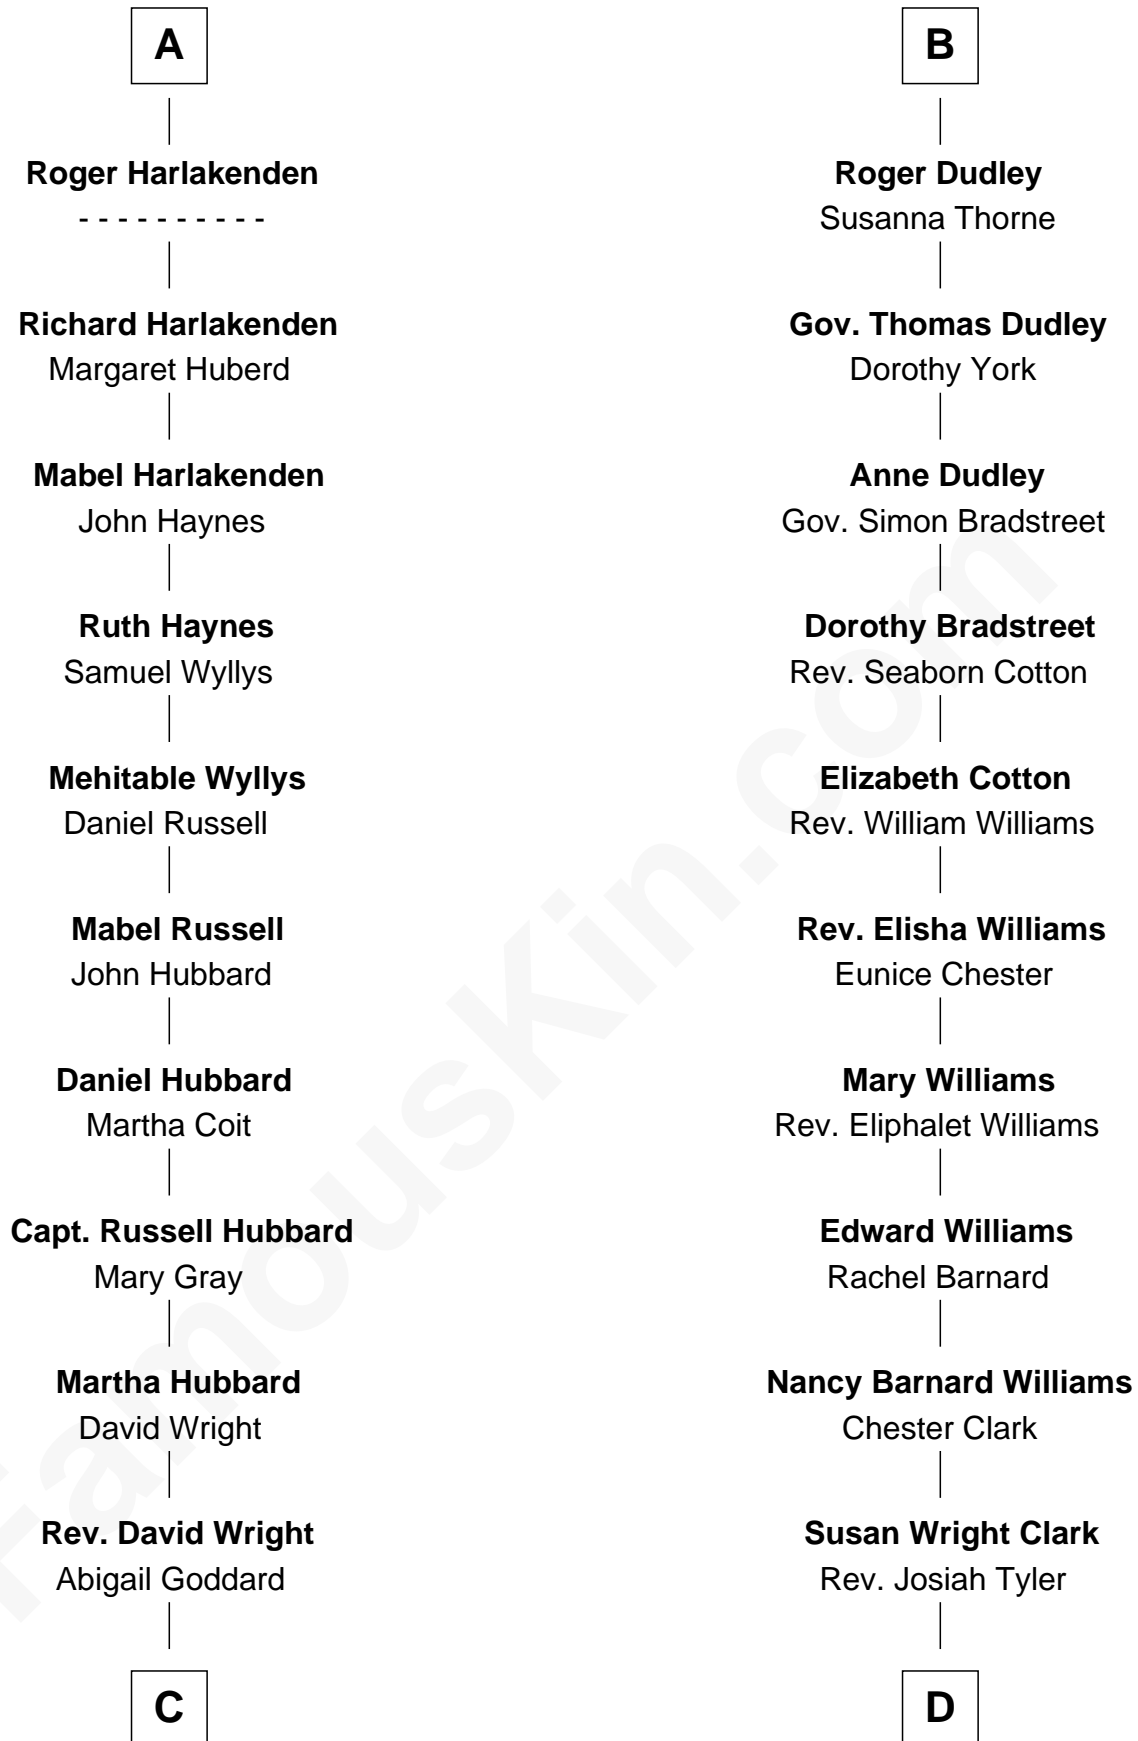 A
Roger Harlakenden
- - - - - - - - - -
Richard Harlakenden
Margaret Huberd
Mabel Harlakenden
John Haynes
Ruth Haynes
Samuel Wyllys
Mehitable Wyllys
Daniel Russell
Mabel Russell
John Hubbard
Daniel Hubbard
Martha Coit
Capt. Russell Hubbard
Mary Gray
Martha Hubbard
David Wright
Rev. David Wright
Abigail Goddard
C
B
Roger Dudley
Susanna Thorne
Gov. Thomas Dudley
Dorothy York
Anne Dudley
Gov. Simon Bradstreet
Dorothy Bradstreet
Rev. Seaborn Cotton
Elizabeth Cotton
Rev. William Williams
Rev. Elisha Williams
Eunice Chester
Mary Williams
Rev. Eliphalet Williams
Edward Williams
Rachel Barnard
Nancy Barnard Williams
Chester Clark
Susan Wright Clark
Rev. Josiah Tyler
D
FamousKin.com